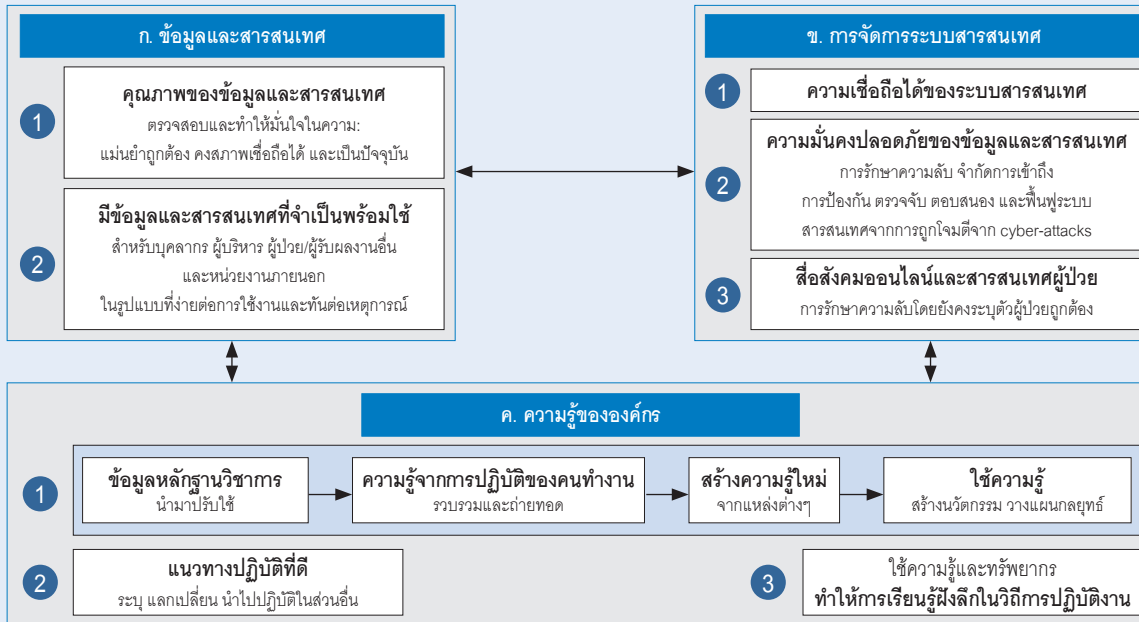 ก. ข้อมูลและสารสนเทศ
1
คุณภาพของข้อมูลและสารสนเทศ
ตรวจสอบและทำให้มั่นใจในความ:
แม่นยำถูกต้อง คงสภาพเชื่อถือได้ และเป็นปัจจุบัน
2
มีข้อมูลและสารสนเทศที่จำเป็นพร้อมใช้
สำหรับบุคลากร ผู้บริหาร ผู้ป่วย/ผู้รับผลงานอื่น
และหน่วยงานภายนอก
ในรูปแบบที่ง่ายต่อการใช้งานและทันต่อเหตุการณ์
ข. การจัดการระบบสารสนเทศ
1
ความเชื่อถือได้ของระบบสารสนเทศ
2
ความมั่นคงปลอดภัยของข้อมูลและสารสนเทศ
การรักษาความลับ จำกัดการเข้าถึง
การป้องกัน ตรวจจับ ตอบสนอง และฟื้นฟูระบบ
สารสนเทศจากการถูกโจมตีจาก cyber-attacks
3
สื่อสังคมออนไลน์และสารสนเทศผู้ป่วย
การรักษาความลับโดยยังคงระบุตัวผู้ป่วยถูกต้อง
ค. ความรู้ขององค์กร
1
ข้อมูลหลักฐานวิชาการ
นำมาปรับใช้
ความรู้จากการปฏิบัติของคนทำงาน
รวบรวมและถ่ายทอด
สร้างความรู้ใหม่
จากแหล่งต่างๆ
ใช้ความรู้
สร้างนวัตกรรม วางแผนกลยุทธ์
2
แนวทางปฏิบัติที่ดี
ระบุ แลกเปลี่ยน นำไปปฏิบัติในส่วนอื่น
3
ใช้ความรู้และทรัพยากร
ทำให้การเรียนรู้ฝังลึกในวิถีการปฏิบัติงาน